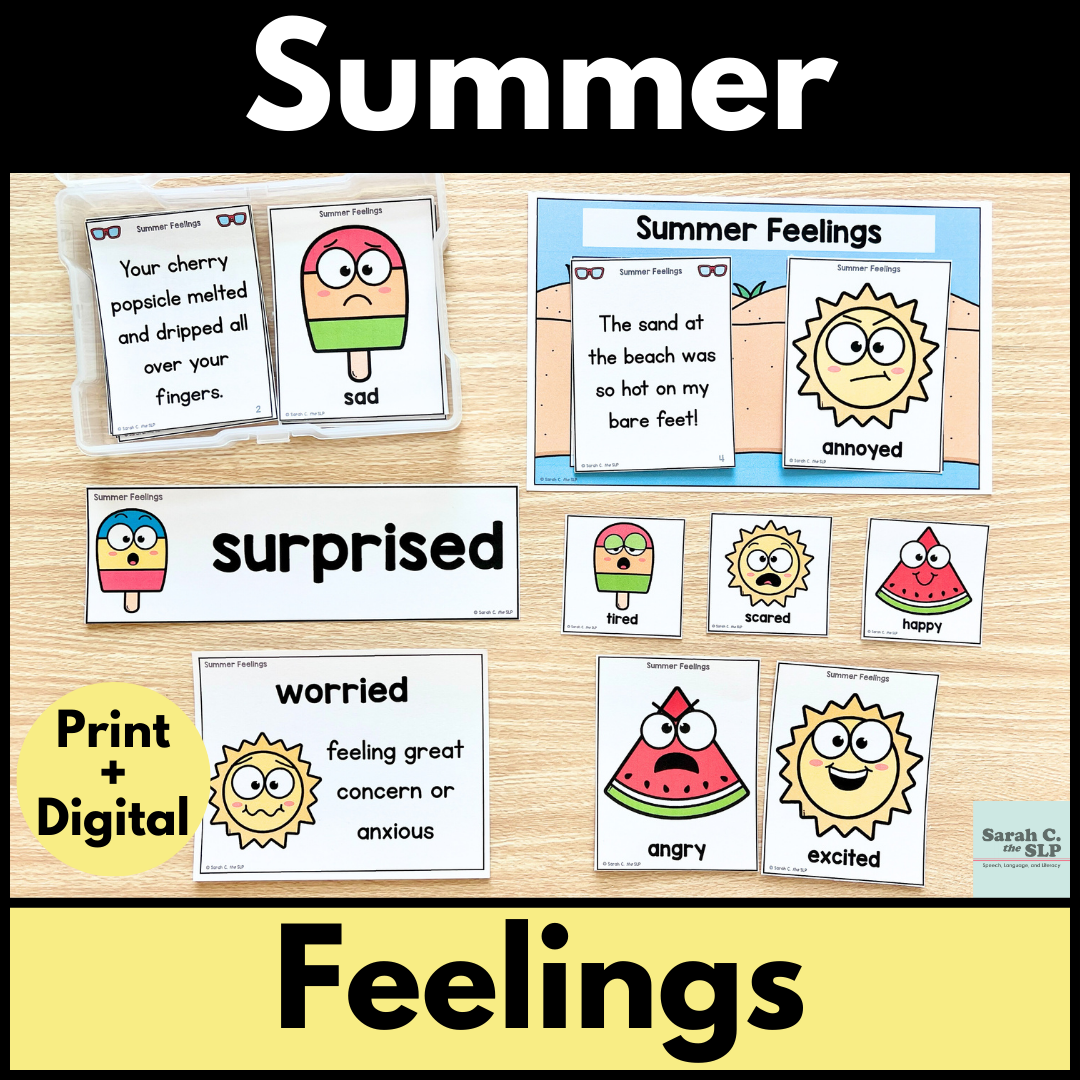 Summer
Summer Feelings
Your cherry
popsicle melted
and dripped all
over your
fingers.
2
© Sarah C. the SLP
Summer Feelings
sad
© Sarah C. the SLP
Summer Feelings
Summer Feelings
The sand at
the beach was
so hot on my
bare feet!
4
© Sarah C. the SLP
Summer Feelings
annoyed
© Sarah C. the SLP
© Sarah C. the SLP
Summer Feelings
surprised
© Sarah C. the SLP
tired
© Sarah C. the SLP
scared
© Sarah C. the SLP
happy
© Sarah C. the SLP
Summer Feelings
worried
feeling great
concern or
anxious
© Sarah C. the SLP
Summer Feelings
angry
© Sarah C. the SLP
Summer Feelings
excited
© Sarah C. the SLP
Print
+
Digital
Sarah C.
the SLP
Speech, Language, and Literacy
Feelings